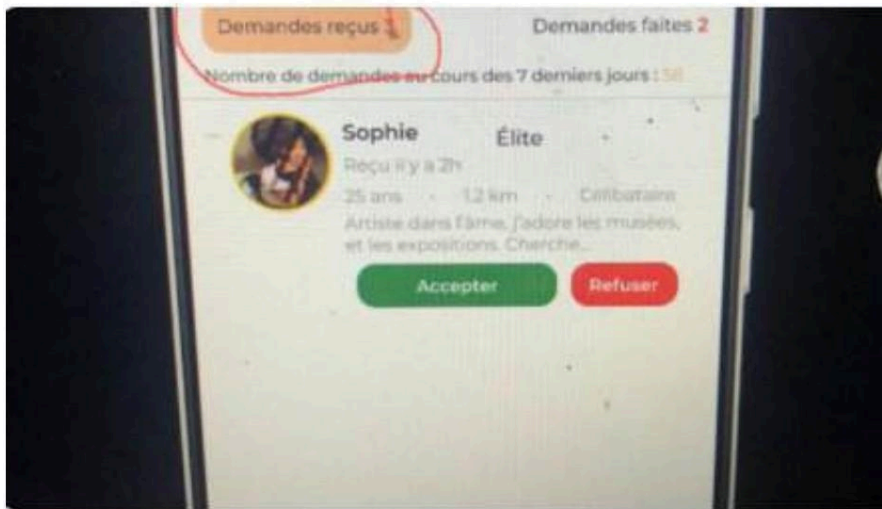 Demandes reçus 1
Demandes faites 2
Nombre de demandes au cours des 7 derniers jours : 58
Sophie
Élite
Reçu il y a 2h
25 ans - 1.2 km - Célibataire
Artiste dans l'âme, j'adore les musées,
et les expositions. Cherche...
Accepter
Refuser